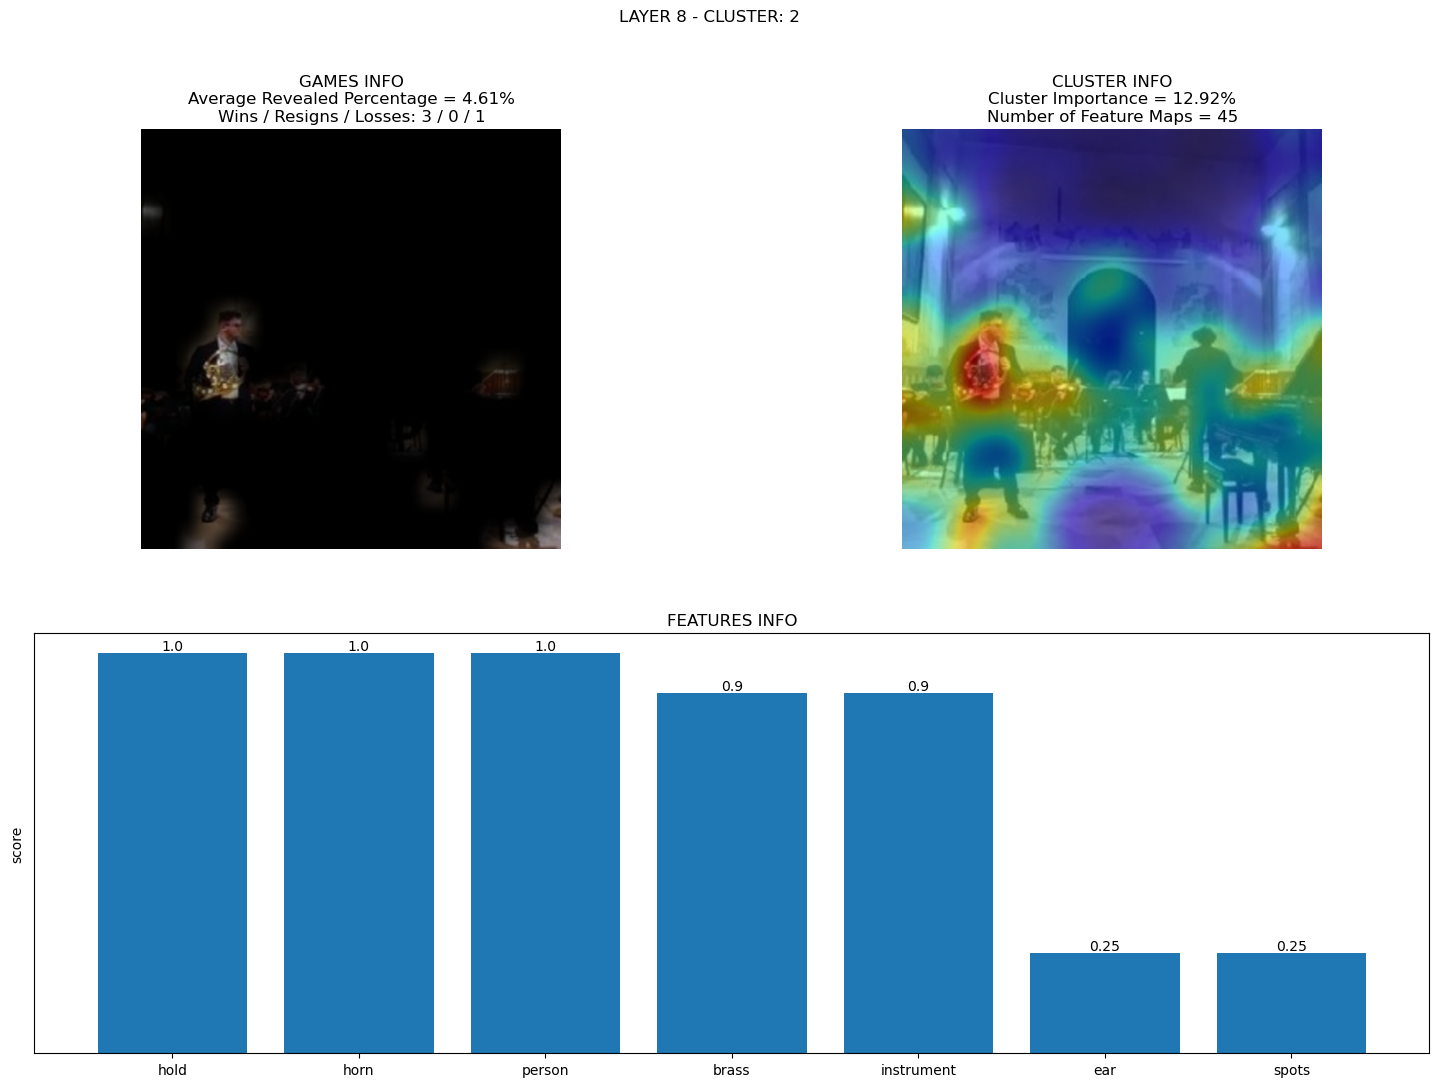 LAYER 8 - CLUSTER: 2
GAMES INFO
Average Revealed Percentage = 4.61%
Wins / Resigns / Losses: 3 / 0 / 1
CLUSTER INFO
Cluster Importance = 12.92%
Number of Feature Maps = 45
FEATURES INFO
1.0 1.0 1.0 0.9 0.9 0.25 0.25
score
hold horn person brass instrument ear spots